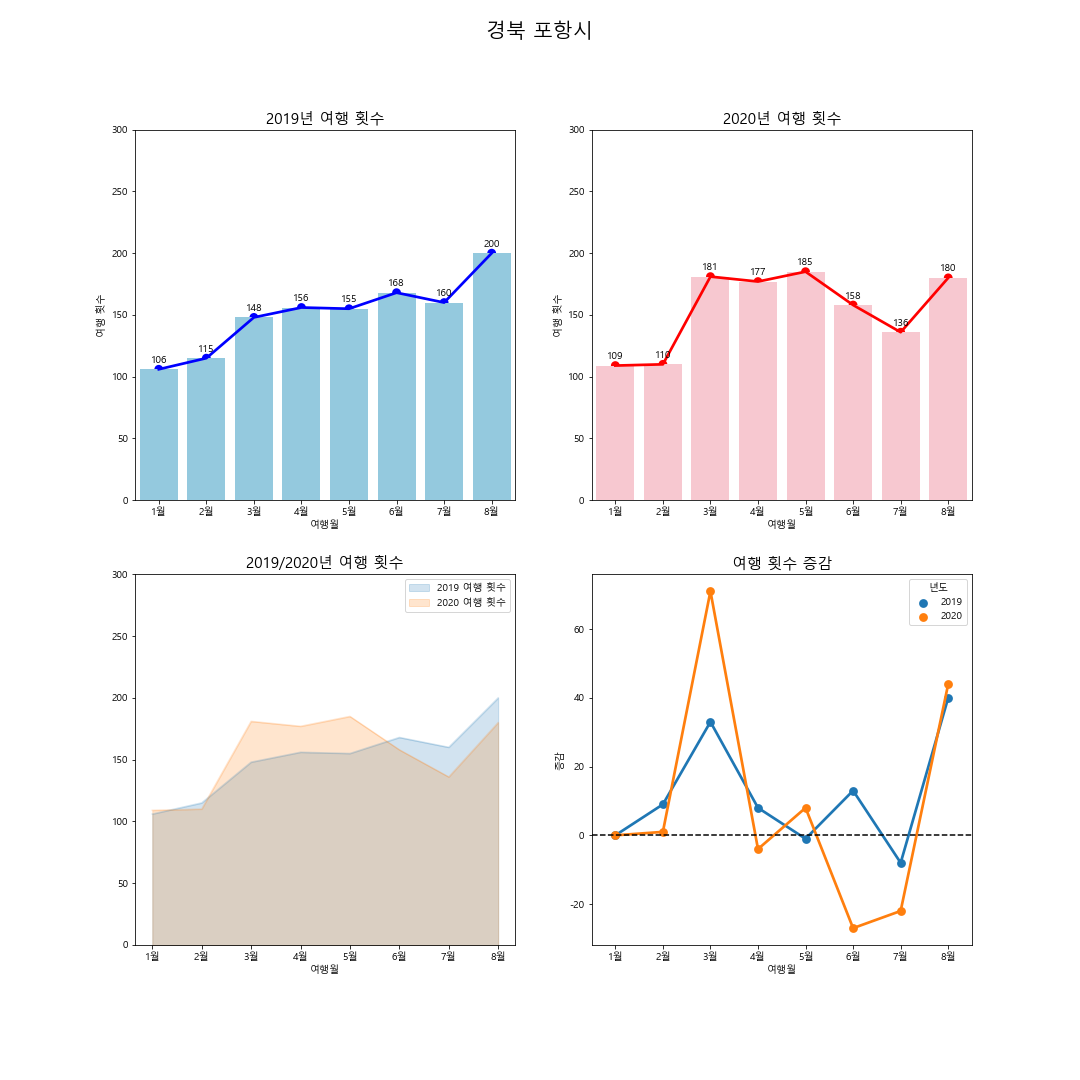 경북 포항시
2019년 여행 횟수
300
250
200
150
100
50
0
여행 횟수
106
115
148
156
155
168
160
200
1월 2월 3월 4월 5월 6월 7월 8월
여행월
2020년 여행 횟수
300
250
200
150
100
50
0
여행 횟수
109
110
181
177
185
158
136
180
1월 2월 3월 4월 5월 6월 7월 8월
여행월
2019/2020년 여행 횟수
2019 여행 횟수
2020 여행 횟수
300
250
200
150
100
50
0
1월 2월 3월 4월 5월 6월 7월 8월
여행월
여행 횟수 증감
년도
2019
2020
60
40
20
0
-20
증감
1월 2월 3월 4월 5월 6월 7월 8월
여행월